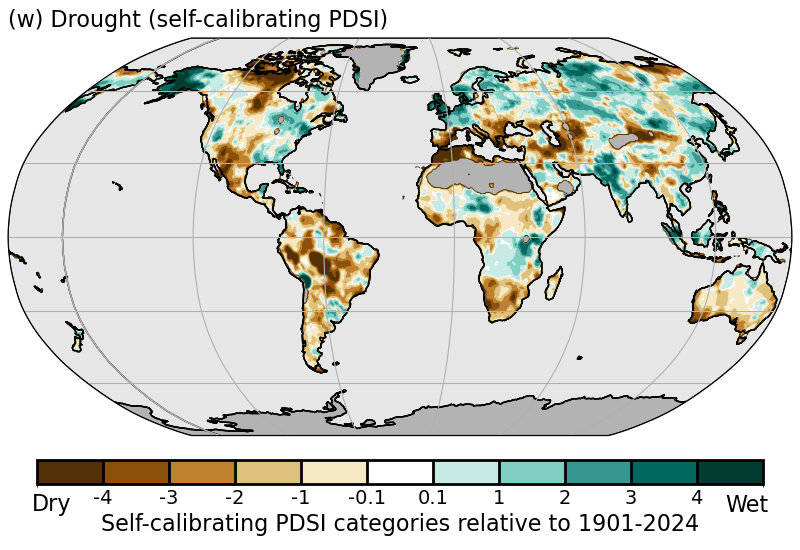 (w) Drought (self-calibrating PDSI)
Dry -4 -3 -2 -1 -0.1 0.1 1 2 3 4 Wet
Self-calibrating PDSI categories relative to 1901-2024